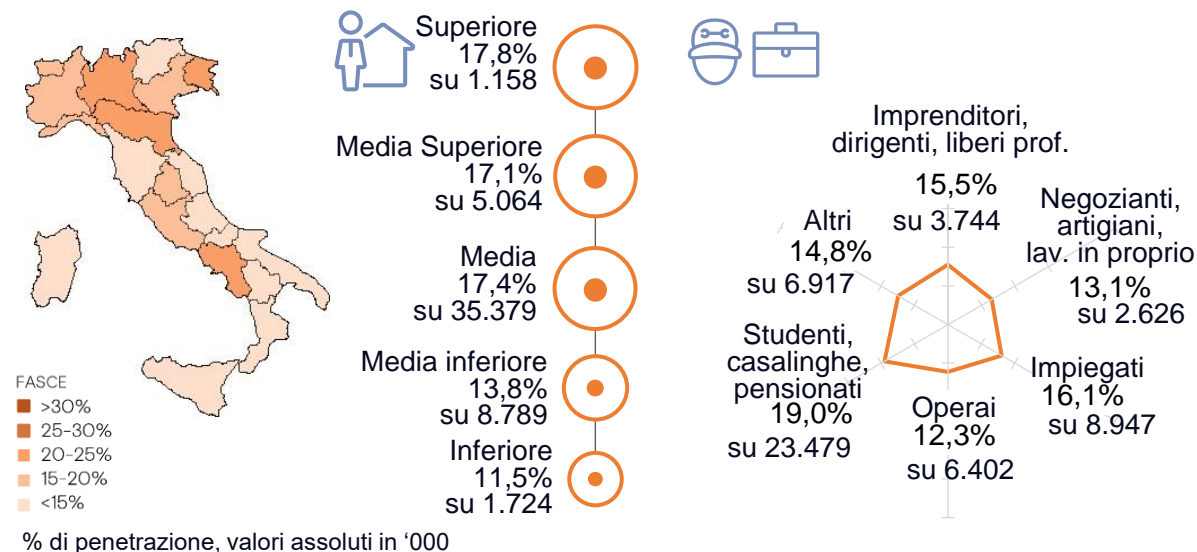 FASCE
>30%
25-30%
20-25%
15-20%
<15%
Superiore
17,8%
su 1.158
Media Superiore
17,1%
su 5.064
Media
17,4%
su 35.379
Media inferiore
13,8%
su 8.789
Inferiore
11,5%
su 1.724
Imprenditori,
dirigenti, liberi prof.
15,5%
su 3.744
Negozianti,
artigiani,
lav. in proprio
13,1%
su 2.626
Impiegati
16,1%
su 8.947
Operai
12,3%
su 6.402
Studenti,
casalinghe,
pensionati
19,0%
su 23.479
Altri
14,8%
su 6.917
% di penetrazione, valori assoluti in ‘000